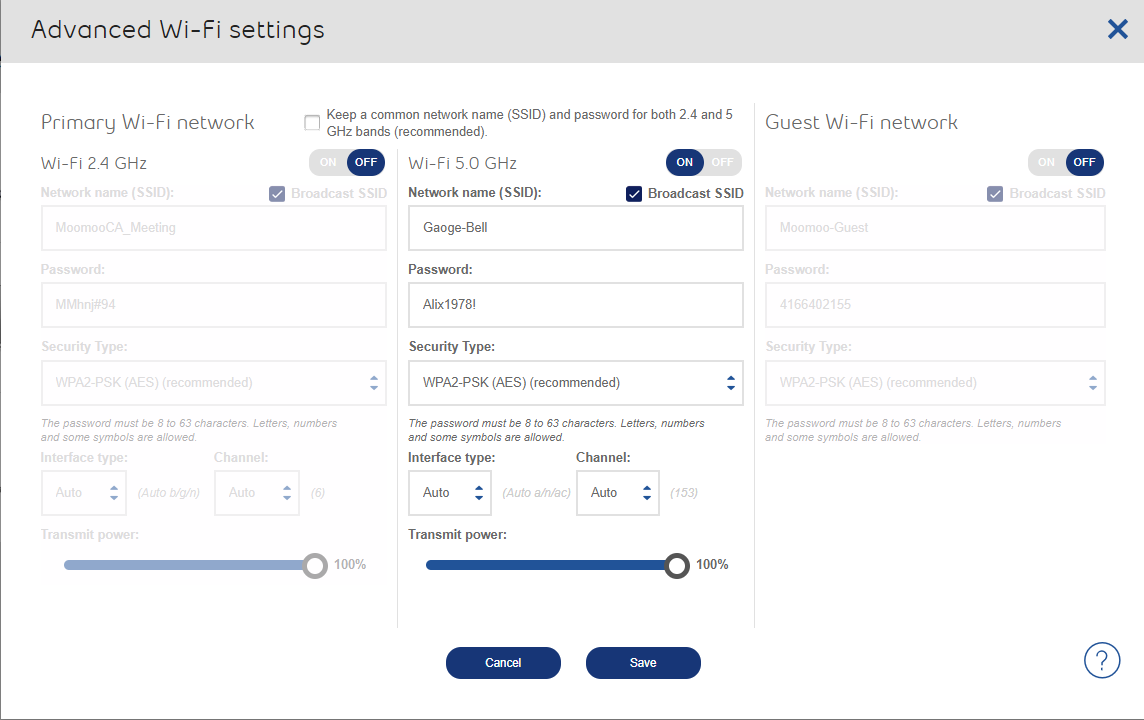 Advanced Wi-Fi settings
Primary Wi-Fi network
Keep a common network name (SSID) and password for both 2.4 and 5
GHz bands (recommended).
Wi-Fi 2.4 GHz
ON OFF
Network name (SSID):
Broadcast SSID
MoomooCA_Meeting
Password:
MMhnj#94
Security Type:
WPA2-PSK (AES) (recommended)
The password must be 8 to 63 characters. Letters, numbers
and some symbols are allowed.
Interface type:
Channel:
Auto
(Auto b/g/n)
Auto
(6)
Transmit power:
100%
Wi-Fi 5.0 GHz
ON OFF
Network name (SSID):
Broadcast SSID
Gaoge-Bell
Password:
Alix1978!
Security Type:
WPA2-PSK (AES) (recommended)
The password must be 8 to 63 characters. Letters, numbers
and some symbols are allowed.
Interface type:
Channel:
Auto
(Auto a/n/ac)
Auto
(153)
Transmit power:
100%
Guest Wi-Fi network
ON OFF
Network name (SSID):
Broadcast SSID
Moomoo-Guest
Password:
4166402155
Security Type:
WPA2-PSK (AES) (recommended)
The password must be 8 to 63 characters. Letters, numbers
and some symbols are allowed.
Cancel
Save
?